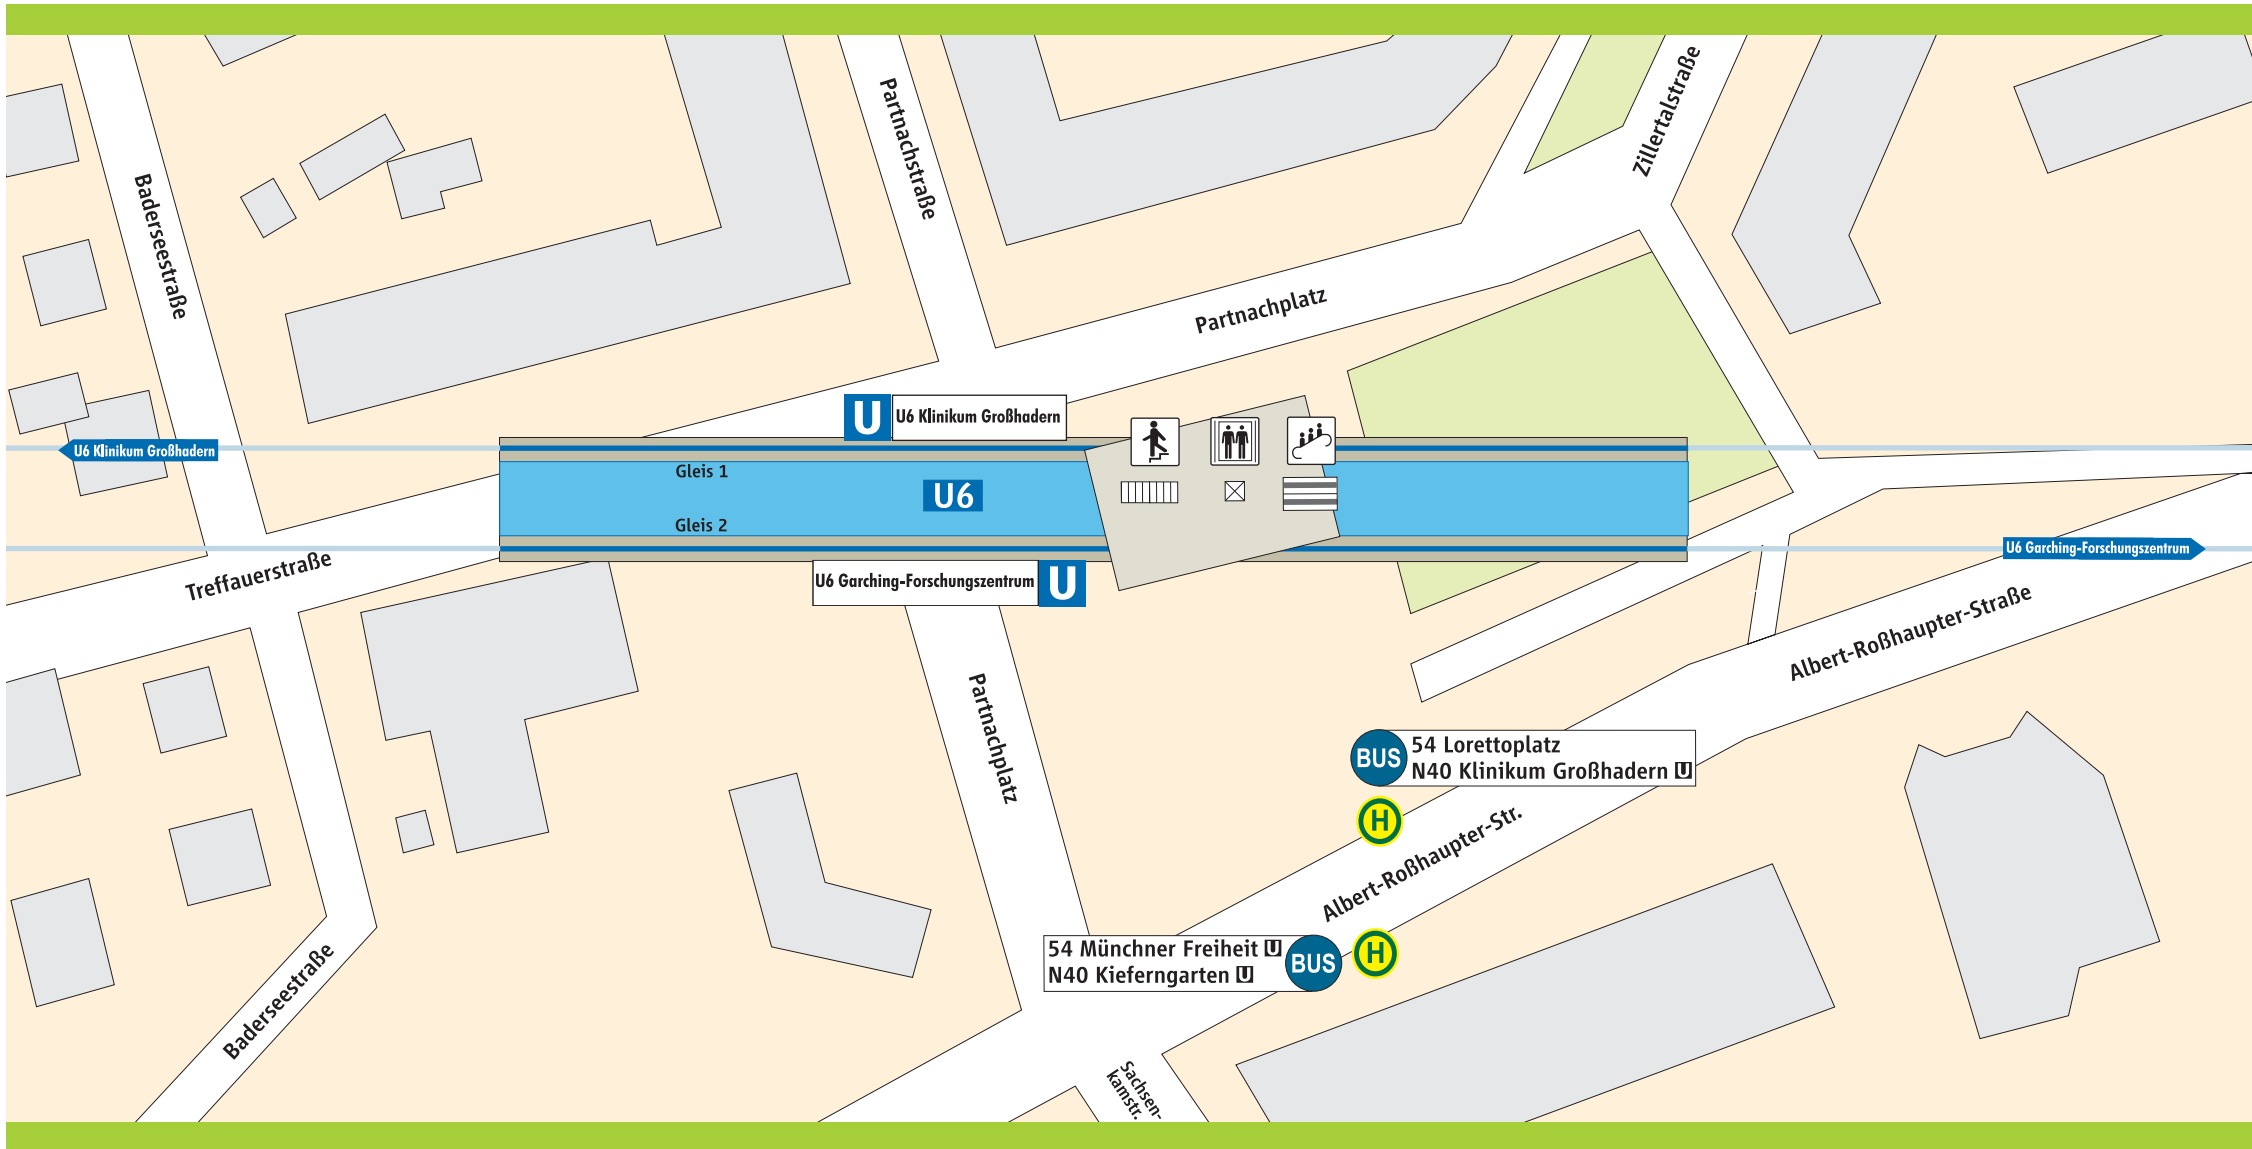 Partnachstraße
Zillertalstraße
Baderseestraße
Partnachplatz
U
U6 Klinikum Großhadern
U6 Klinikum Großhadern
Gleis 1
U6
Gleis 2
U6 Garching-Forschungszentrum
Treffauerstraße
U6 Garching-Forschungszentrum
U
Albert-Roßhaupter-Straße
Partnachplatz
BUS
54 Lorettoplatz
N40 Klinikum Großhadern U
H
Albert-Roßhaupter-Str.
54 Münchner Freiheit U
N40 Kieferngarten U
BUS
H
Baderseestraße
Sachsen-
kamstr.